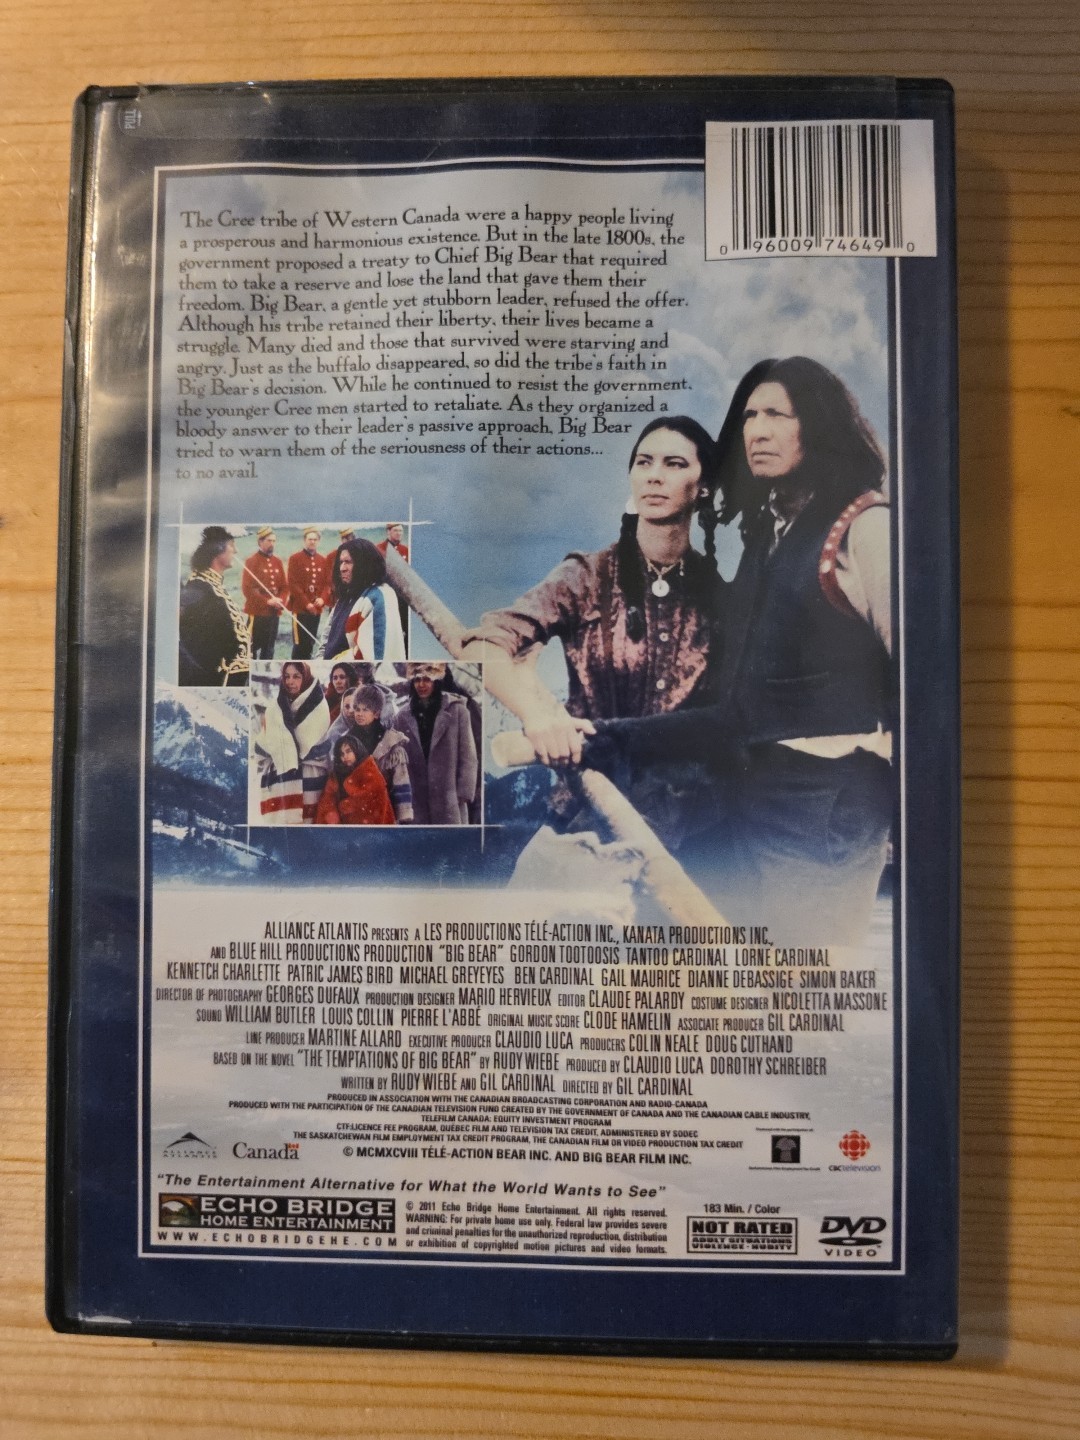 PULL
The Cree tribe of Western Canada were a happy people living
a prosperous and harmonious existence. But in the late 1800s, the
government proposed a treaty to Chief Big Bear that required
them to take a reserve and lose the land that gave them their
freedom. Big Bear, a gentle yet stubborn leader, refused the offer.
Although his tribe retained their liberty, their lives became a
struggle. Many died and those that survived were starving and
angry. Just as the buffalo disappeared, so did the tribe's faith in
Big Bear's decision. While he continued to resist the government,
the younger Cree men started to retaliate. As they organized a
bloody answer to their leader's passive approach, Big Bear
tried to warn them of the seriousness of their actions...
to no avail.
0 96009 74649 0
ALLIANCE ATLANTIS PRESENTS A LES PRODUCTIONS TÉLÉ-ACTION INC., KANATA PRODUCTIONS INC.,
AND BLUE HILL PRODUCTIONS PRODUCTION "BIG BEAR" GORDON TOOTOOSIS TANTOO CARDINAL LORNE CARDINAL
KENNETCH CHARLETTE PATRIC JAMES BIRD MICHAEL GREYEYES BEN CARDINAL GAIL MAURICE DIANNE DEBASSIGE SIMON BAKER
DIRECTOR OF PHOTOGRAPHY GEORGES DUFAUX PRODUCTION DESIGNER MARIO HERVIEUX EDITOR CLAUDE PALARDY COSTUME DESIGNER NICOLETTA MASSONE
SOUND WILLIAM BUTLER LOUIS COLLIN PIERRE L'ABBÉ ORIGINAL MUSIC SCORE CLODE HAMELIN ASSOCIATE PRODUCER GIL CARDINAL
LINE PRODUCER MARTINE ALLARD EXECUTIVE PRODUCER CLAUDIO LUCA PRODUCERS COLIN NEALE DOUG CUTHAND
BASED ON THE NOVEL "THE TEMPTATIONS OF BIG BEAR" BY RUDY WIEBE PRODUCED BY CLAUDIO LUCA DOROTHY SCHREIBER
WRITTEN BY RUDY WIEBE AND GIL CARDINAL DIRECTED BY GIL CARDINAL
PRODUCED IN ASSOCIATION WITH THE CANADIAN BROADCASTING CORPORATION AND RADIO-CANADA
PRODUCED WITH THE PARTICIPATION OF THE CANADIAN TELEVISION FUND CREATED BY THE GOVERNMENT OF CANADA AND THE CANADIAN CABLE INDUSTRY,
TELEFILM CANADA: EQUITY INVESTMENT PROGRAM
CTF:LICENCE FEE PROGRAM, QUÉBEC FILM AND TELEVISION TAX CREDIT, ADMINISTERED BY SODEC
THE SASKATCHEWAN FILM EMPLOYMENT TAX CREDIT PROGRAM, THE CANADIAN FILM OR VIDEO PRODUCTION TAX CREDIT
ALLIANCE ATLANTIS
Canada
© MCMXCVIII TÉLÉ-ACTION BEAR INC. AND BIG BEAR FILM INC.
cbc television
"The Entertainment Alternative for What the World Wants to See"
ECHO BRIDGE
HOME ENTERTAINMENT
WWW.ECHOBRIDGEHE.COM
© 2011 Echo Bridge Home Entertainment. All rights reserved.
WARNING: For private home use only. Federal law provides severe
and criminal penalties for the unauthorized reproduction, distribution
or exhibition of copyrighted motion pictures and video formats.
183 Min. / Color
NOT RATED
ADULT SITUATIONS
VIOLENCE · NUDITY
DVD
VIDEO